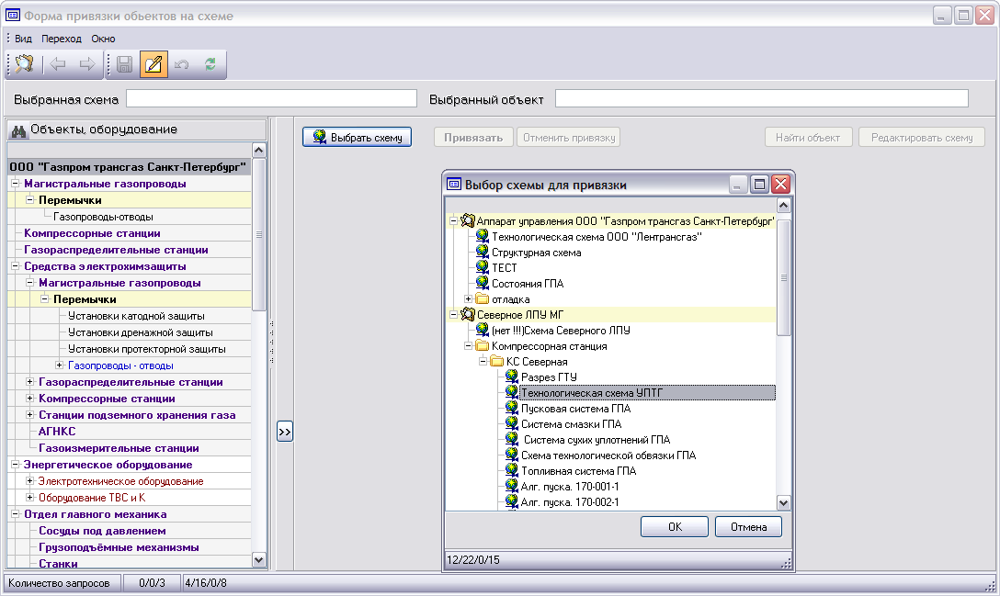 Форма привязки обьектов на схеме
Вид Переход Окно
Выбранная схема Выбранный объект
Объекты, оборудование
ООО "Газпром трансгаз Санкт-Петербург"
Магистральные газопроводы
Перемычки
Газопроводы-отводы
Компрессорные станции
Газораспределительные станции
Средства электрохимзащиты
Магистральные газопроводы
Перемычки
Установки катодной защиты
Установки дренажной защиты
Установки протекторной защиты
Газопроводы - отводы
Газораспределительные станции
Компрессорные станции
Станции подземного хранения газа
АГНКС
Газоизмерительные станции
Энергетическое оборудование
Электротехническое оборудование
Оборудование ТВС и К
Отдел главного механика
Сосуды под давлением
Грузоподъёмные механизмы
Станки
>>
Выбрать схему Привязать Отменить привязку Найти объект Редактировать схему
Выбор схемы для привязки
Аппарат управления ООО "Газпром трансгаз Санкт-Петербург"
Технологическая схема ООО "Лентрансгаз"
Структурная схема
ТЕСТ
Состояния ГПА
отладка
Северное ЛПУ МГ
(нет !!!)Схема Северного ЛПУ
Компрессорная станция
КС Северная
Разрез ГТУ
Технологическая схема УПТГ
Пусковая система ГПА
Система смазки ГПА
Система сухих уплотнений ГПА
Схема технологической обвязки ГПА
Топливная система ГПА
Алг. пуска. 170-001-1
Алг. пуска. 170-002-1
ОК Отмена
12/22/0/15
Количество запросов 0/0/3 4/16/0/8